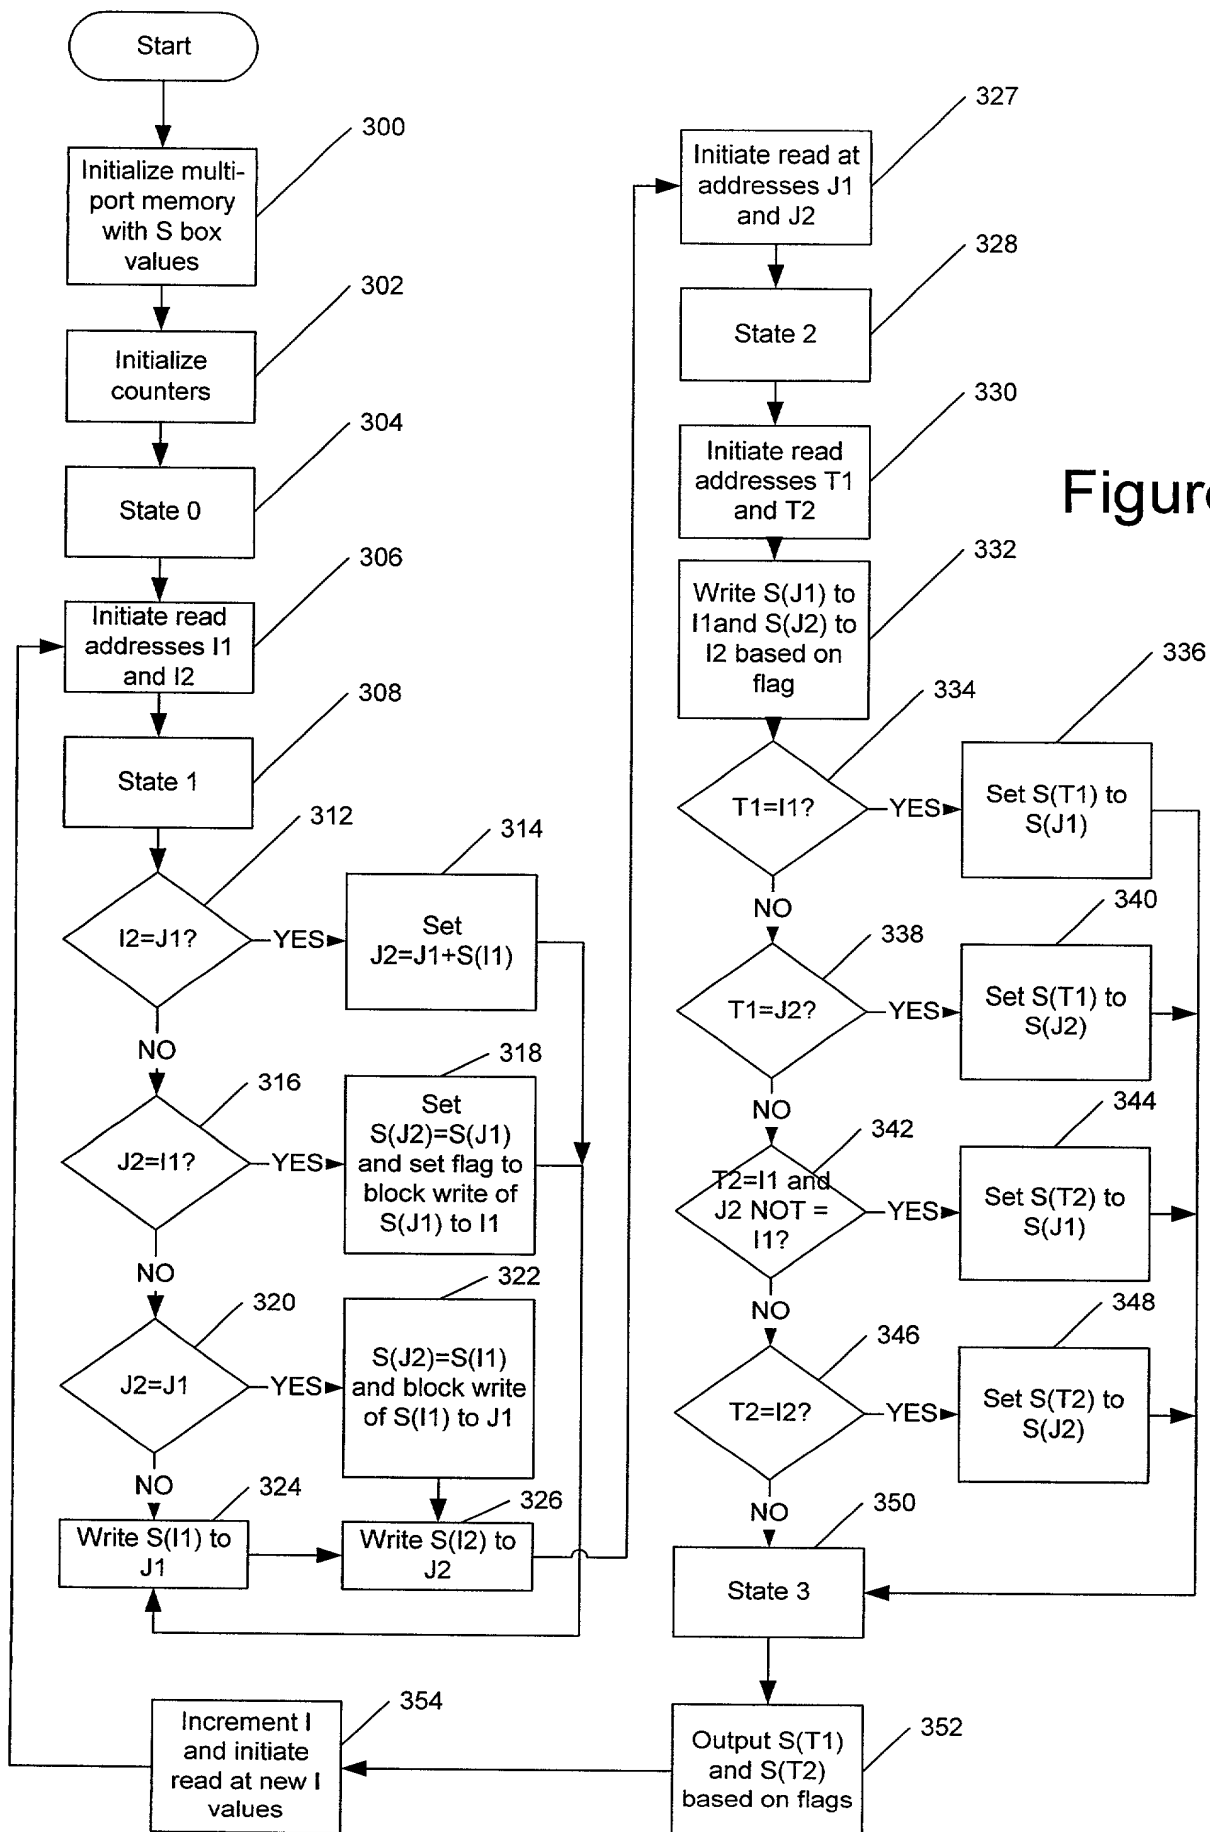 Start
300
Initialize multi-
port memory
with S box
values
302
Initialize
counters
304
State 0
306
Initiate read
addresses I1
and I2
308
State 1
312
I2=J1?
YES
314
Set
J2=J1+S(I1)
NO
316
J2=I1?
YES
318
Set
S(J2)=S(J1)
and set flag to
block write of
S(J1) to I1
NO
320
J2=J1
YES
322
S(J2)=S(I1)
and block write
of S(I1) to J1
NO
324
Write S(I1) to
J1
326
Write S(I2) to
J2
327
Initiate read at
addresses J1
and J2
328
State 2
330
Initiate read
addresses T1
and T2
332
Write S(J1) to
I1and S(J2) to
I2 based on
flag
334
T1=I1?
YES
336
Set S(T1) to
S(J1)
NO
338
T1=J2?
YES
340
Set S(T1) to
S(J2)
NO
342
T2=I1 and
J2 NOT =
I1?
YES
344
Set S(T2) to
S(J1)
NO
346
T2=I2?
YES
348
Set S(T2) to
S(J2)
NO
350
State 3
352
Output S(T1)
and S(T2)
based on flags
354
Increment I
and initiate
read at new I
values